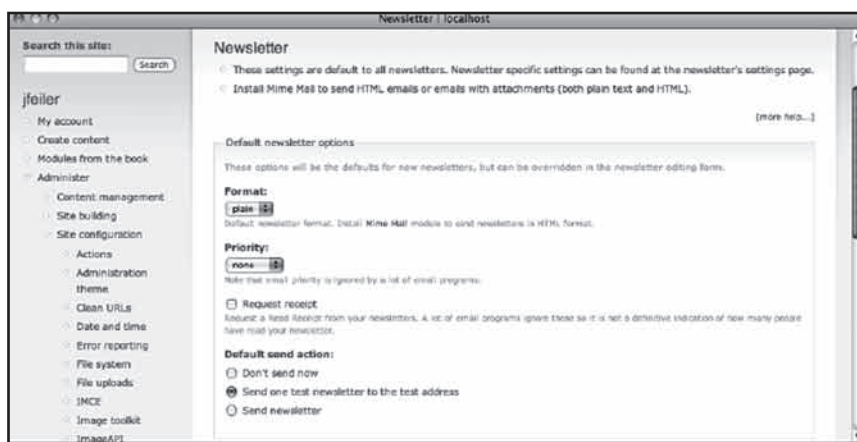 Newsletter | localhost
Search this site:
Search
jfeiler
My account
Create content
Modules from the book
Administer
Content management
Site building
Site configuration
Actions
Administration
theme
Clean URLs
Date and time
Error reporting
File system
File uploads
IMCE
Image toolkit
ImageAPI
Newsletter
These settings are default to all newsletters. Newsletter specific settings can be found at the newsletter's settings page.
Install Mime Mail to send HTML emails or emails with attachments (both plain text and HTML).
[more help...]
Default newsletter options
These options will be the defaults for new newsletters, but can be overridden in the newsletter editing form.
Format:
plain
Default newsletter format. Install Mime Mail module to send newsletters in HTML format.
Priority:
none
Note that email priority is ignored by a lot of email programs.
Request receipt
Request a Read Receipt from your newsletters. A lot of email programs ignore these so it is not a definitive indication of how many people
have read your newsletter.
Default send action:
Don't send now
Send one test newsletter to the test address
Send newsletter